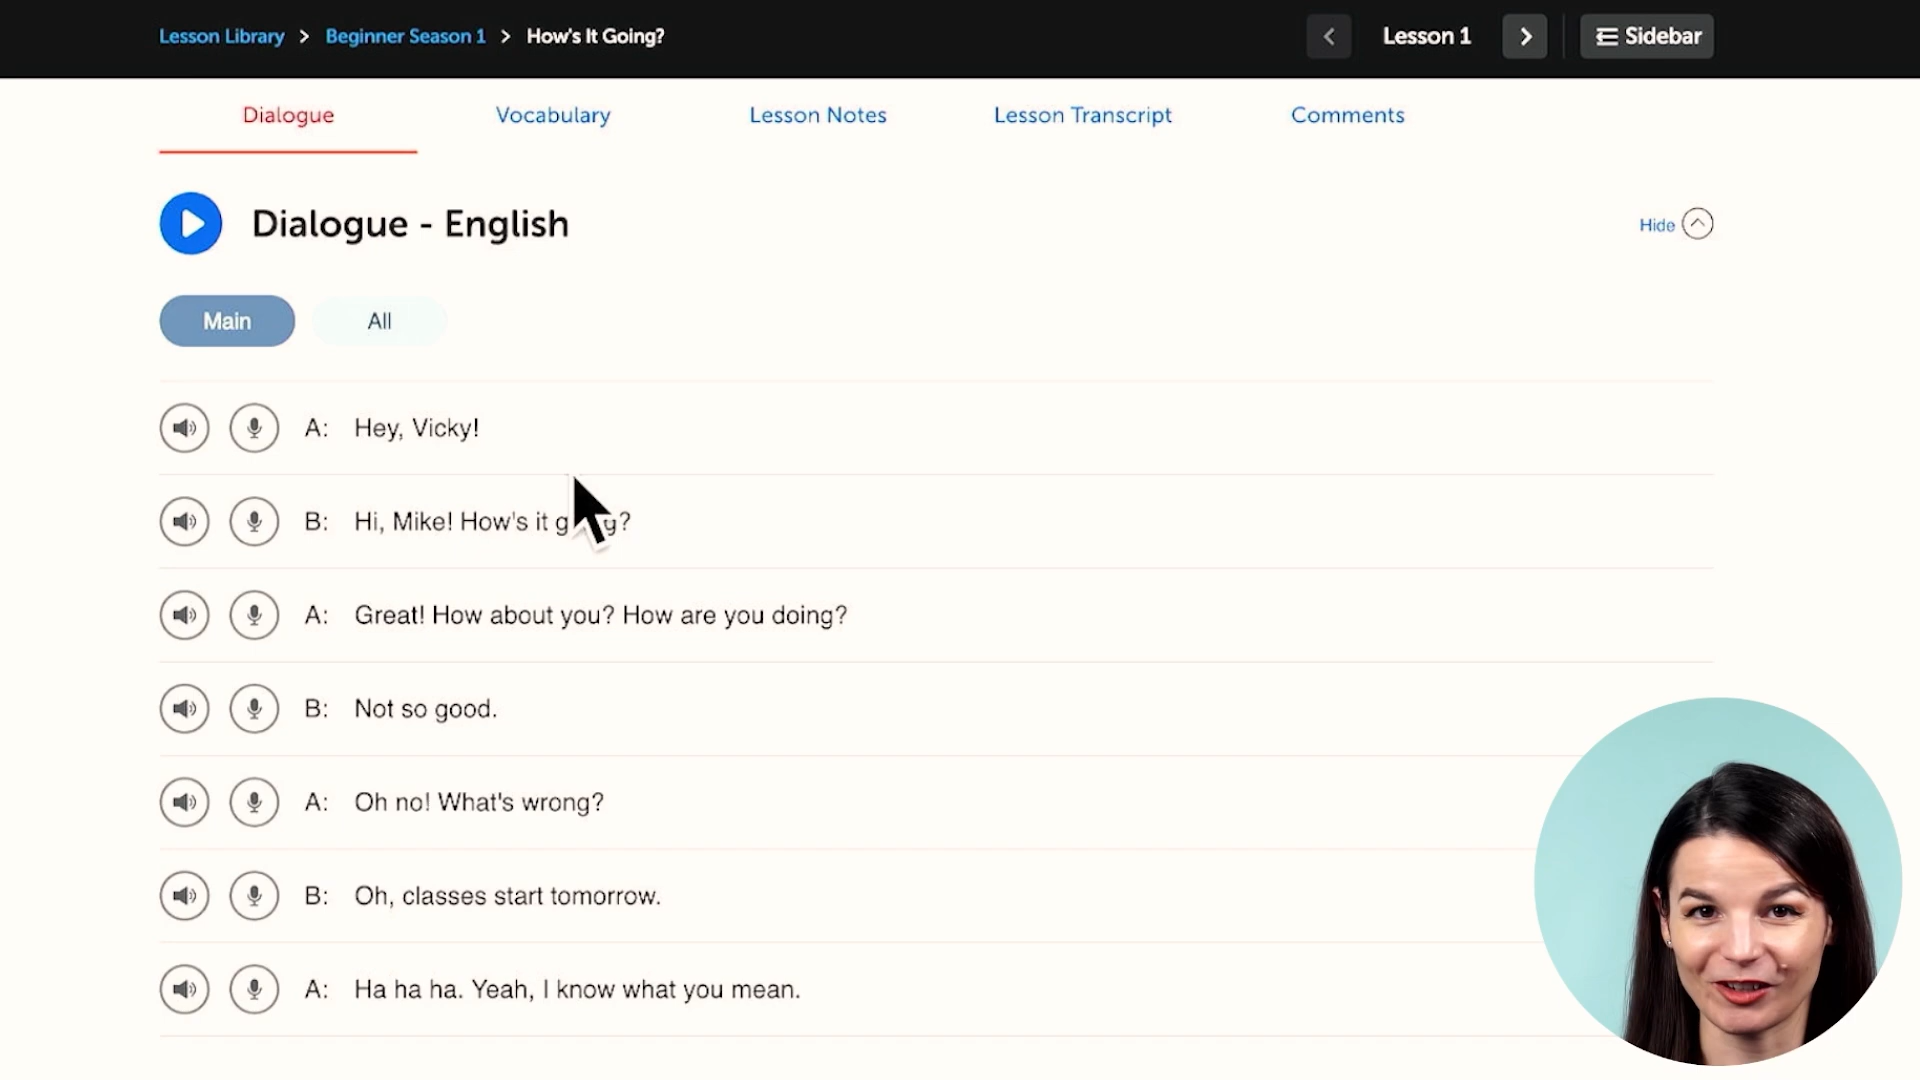 Lesson Library > Beginner Season 1 > How's It Going?
< Lesson 1 > Sidebar
Dialogue Vocabulary Lesson Notes Lesson Transcript Comments
Dialogue - English
Hide
Main All
A: Hey, Vicky!
B: Hi, Mike! How's it g g?
A: Great! How about you? How are you doing?
B: Not so good.
A: Oh no! What's wrong?
B: Oh, classes start tomorrow.
A: Ha ha ha. Yeah, I know what you mean.